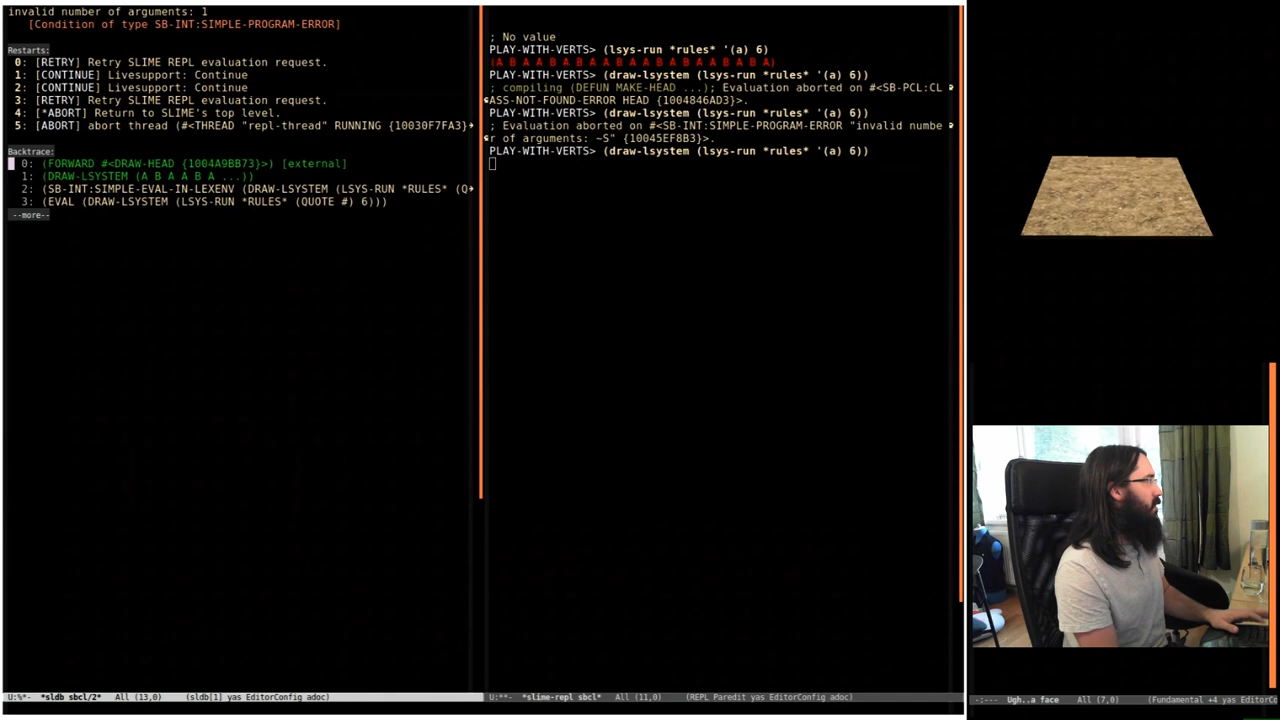 invalid number of arguments: 1
[Condition of type SB-INT:SIMPLE-PROGRAM-ERROR]
Restarts:
0: [RETRY] Retry SLIME REPL evaluation request.
1: [CONTINUE] Livesupport: Continue
2: [CONTINUE] Livesupport: Continue
3: [RETRY] Retry SLIME REPL evaluation request.
4: [*ABORT] Return to SLIME's top level.
5: [ABORT] abort thread (#<THREAD "repl-thread" RUNNING {10030F7FA3}
Backtrace:
0: (FORWARD #<DRAW-HEAD {1004A9BB73}>) [external]
1: (DRAW-LSYSTEM (A B A A B A ...))
2: (SB-INT:SIMPLE-EVAL-IN-LEXENV (DRAW-LSYSTEM (LSYS-RUN *RULES* (Q
3: (EVAL (DRAW-LSYSTEM (LSYS-RUN *RULES* (QUOTE #) 6)))
--more--
U:%*- *sldb sbcl/2* All (13,0) (sldb[1] yas EditorConfig adoc)
; No value
PLAY-WITH-VERTS> (lsys-run *rules* '(a) 6)
(A B A A B A B A A B A A B A B A A B A B A)
PLAY-WITH-VERTS> (draw-lsystem (lsys-run *rules* '(a) 6))
; compiling (DEFUN MAKE-HEAD ...); Evaluation aborted on #<SB-PCL:CL
ASS-NOT-FOUND-ERROR HEAD {1004846AD3}>.
PLAY-WITH-VERTS> (draw-lsystem (lsys-run *rules* '(a) 6))
; Evaluation aborted on #<SB-INT:SIMPLE-PROGRAM-ERROR "invalid numbe
r of arguments: ~S" {10045EF8B3}>.
PLAY-WITH-VERTS> (draw-lsystem (lsys-run *rules* '(a) 6))
U:**- *slime-repl sbcl* All (11,0) (REPL Paredit yas EditorConfig adoc)
-:--- Ugh..a face All (7,0) (Fundamental +4 yas EditorC